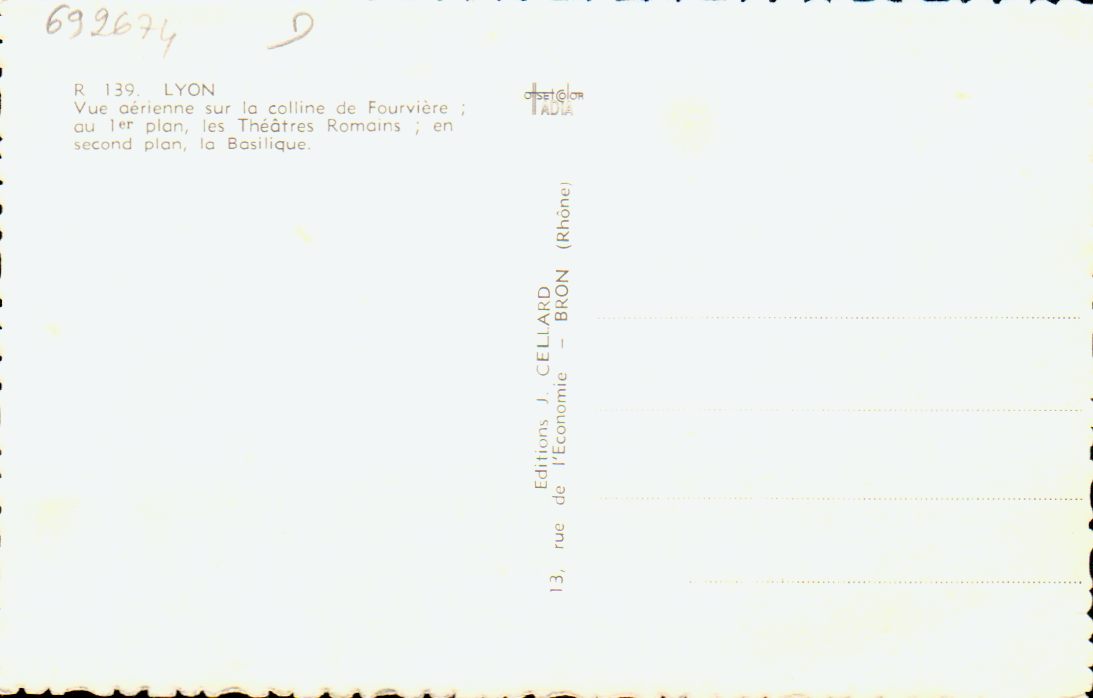 692674 D
R 139. LYON
Vue aérienne sur la colline de Fourvière ;
au 1er plan, les Théâtres Romains ; en
second plan, la Basilique.
Editions J. CELLARD
13, rue de l'Economie – BRON (Rhône)